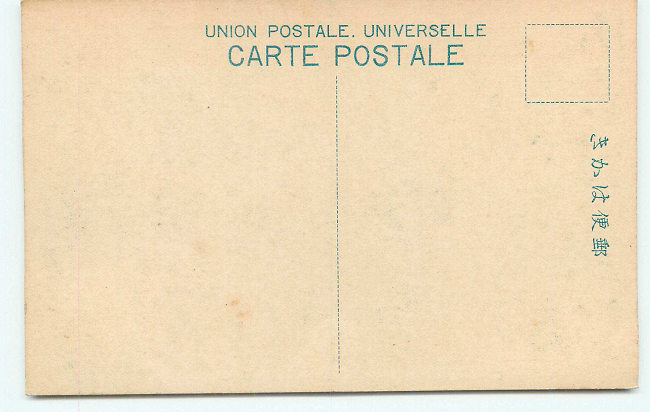 UNION POSTALE. UNIVERSELLE
CARTE POSTALE
郵便はかき